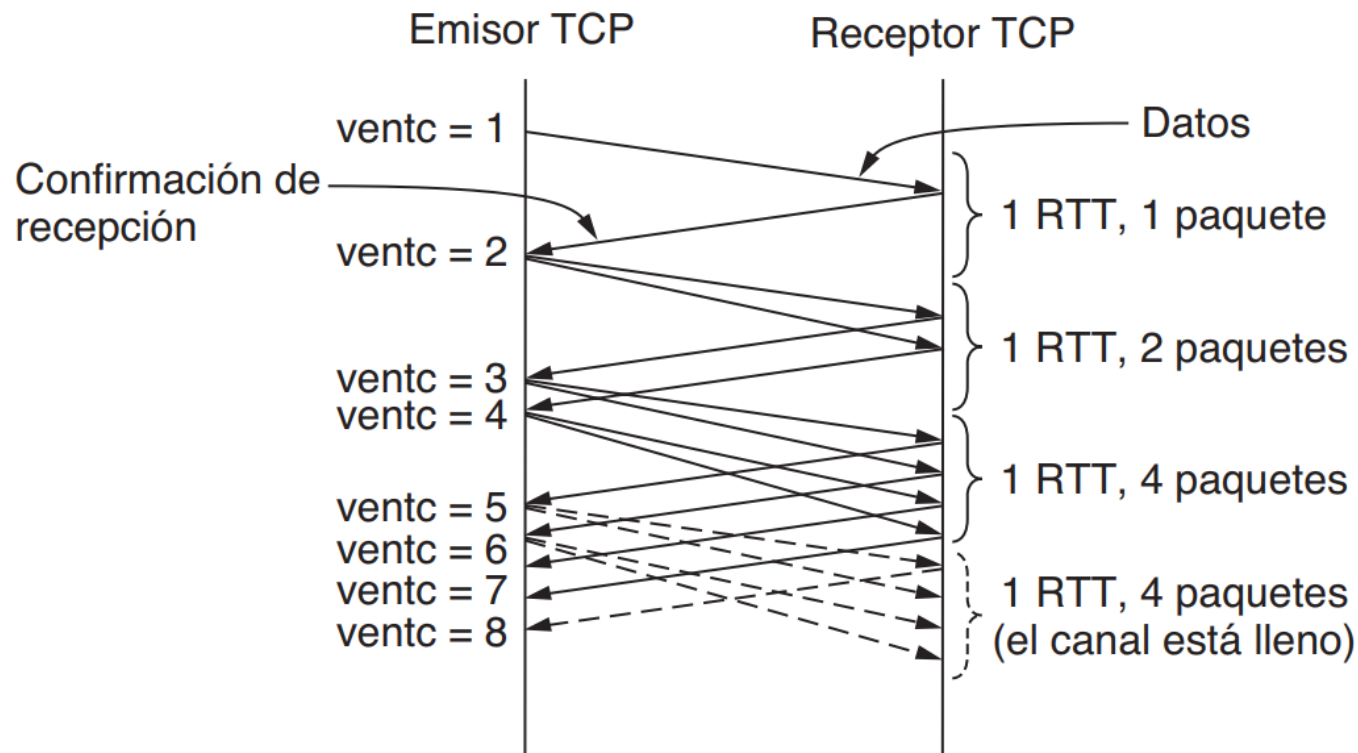 Emisor TCP
Receptor TCP
ventc = 1
Datos
Confirmación de
recepción
1 RTT, 1 paquete
ventc = 2
1 RTT, 2 paquetes
ventc = 3
ventc = 4
1 RTT, 4 paquetes
ventc = 5
ventc = 6
ventc = 7
ventc = 8
1 RTT, 4 paquetes
(el canal está lleno)